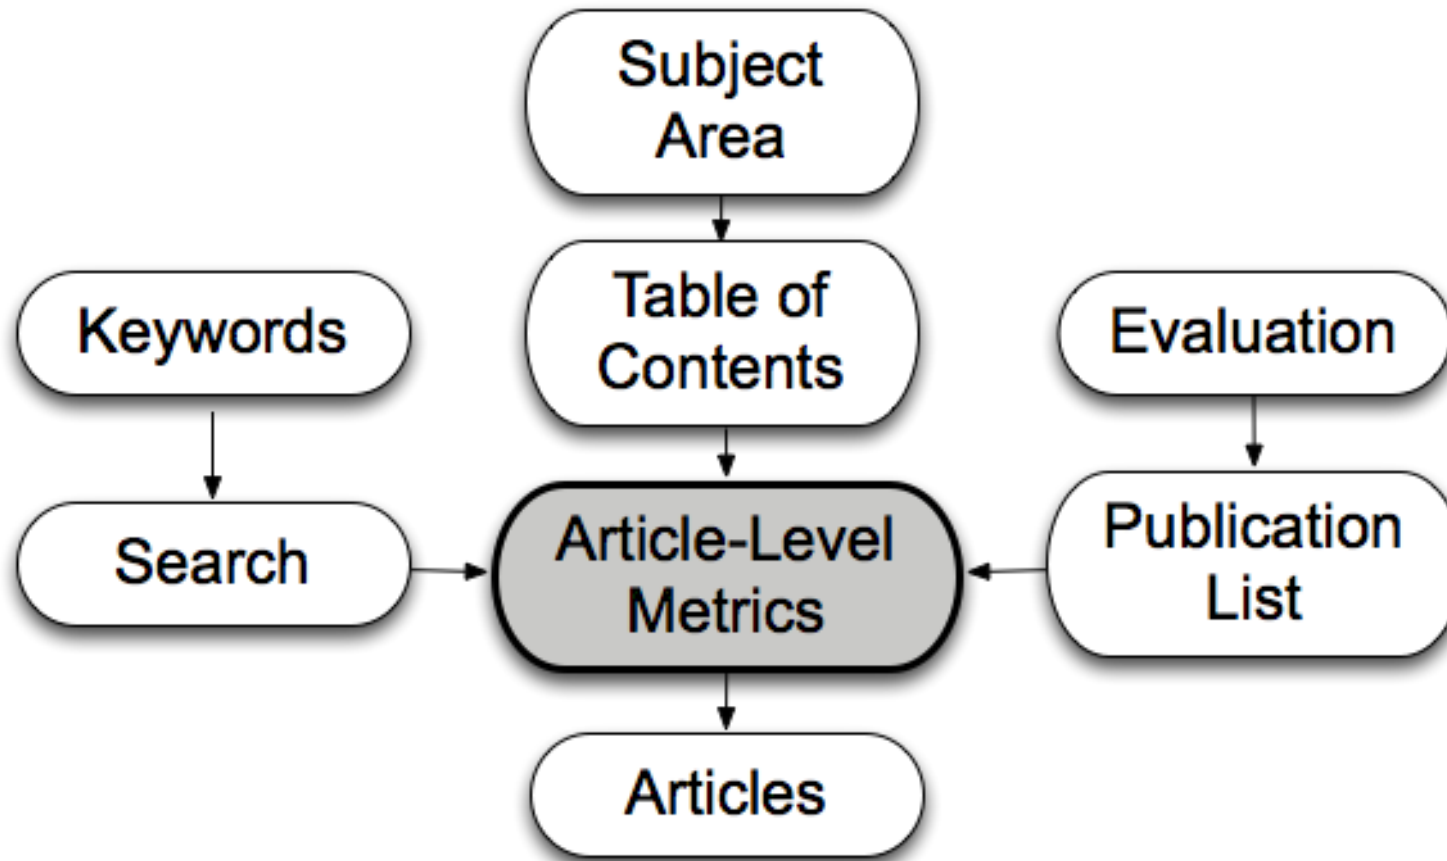 Subject
Area
Table of
Contents
Keywords
Evaluation
Search
Article-Level
Metrics
Publication
List
Articles